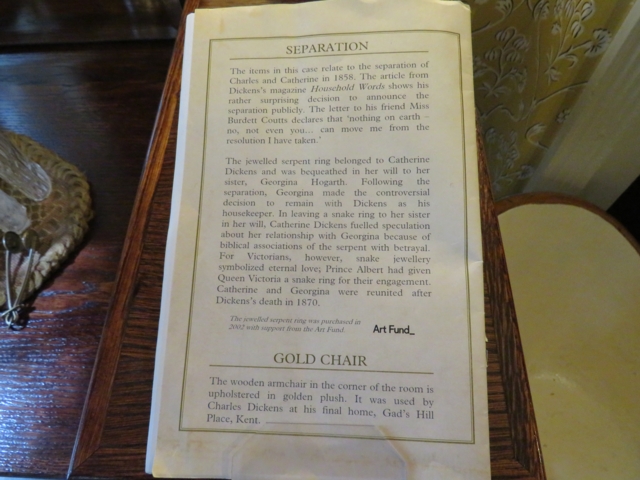 SEPARATION
The items in this case relate to the separation of
Charles and Catherine in 1858. The article from
Dickens's magazine Household Words shows his
rather surprising decision to announce the
separation publicly. The letter to his friend Miss
Burdett Coutts declares that 'nothing on earth –
no, not even you... can move me from the
resolution I have taken.'
The jewelled serpent ring belonged to Catherine
Dickens and was bequeathed in her will to her
sister, Georgina Hogarth. Following the
separation, Georgina made the controversial
decision to remain with Dickens as his
housekeeper. In leaving a snake ring to her sister
in her will, Catherine Dickens fuelled speculation
about her relationship with Georgina because of
biblical associations of the serpent with betrayal.
For Victorians, however, snake jewellery
symbolized eternal love; Prince Albert had given
Queen Victoria a snake ring for their engagement.
Catherine and Georgina were reunited after
Dickens's death in 1870.
The jewelled serpent ring was purchased in
2002 with support from the Art Fund.
Art Fund_
GOLD CHAIR
The wooden armchair in the corner of the room is
upholstered in golden plush. It was used by
Charles Dickens at his final home, Gad's Hill
Place, Kent.